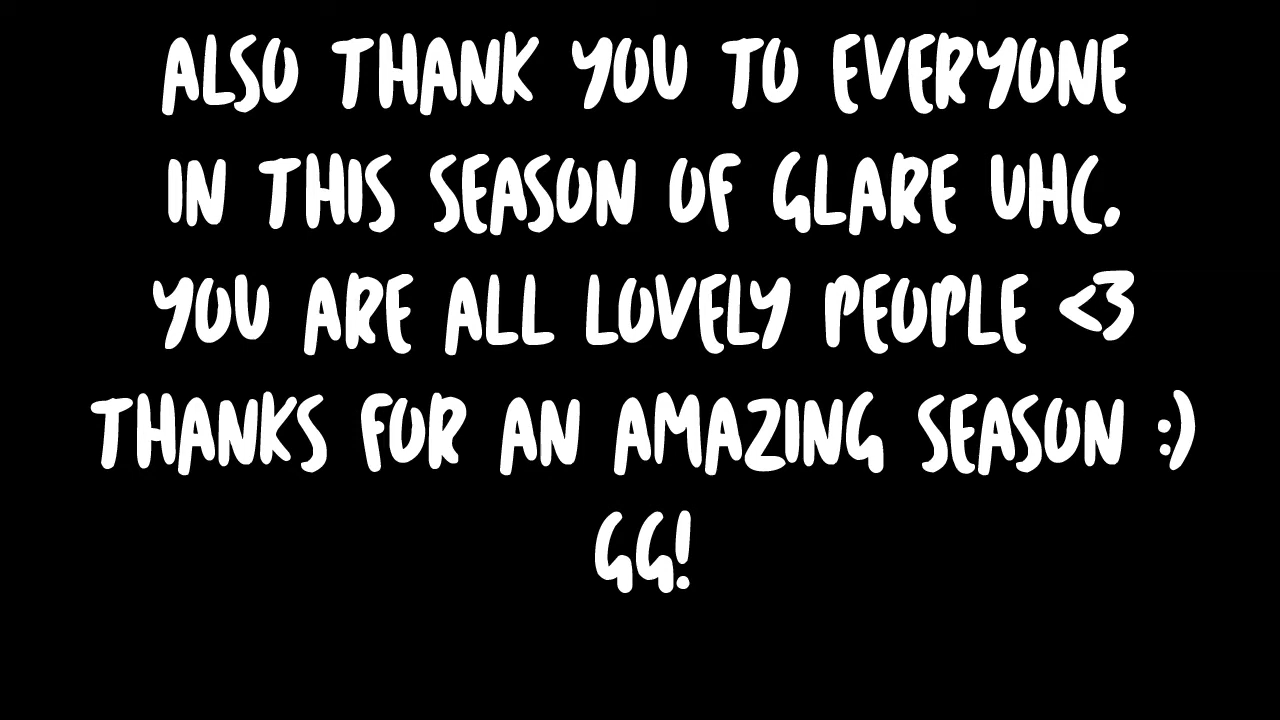 ALSO THANK YOU TO EVERYONE
IN THIS SEASON OF GLARE UHC.
YOU ARE ALL LOVELY PEOPLE <3
THANKS FOR AN AMAZING SEASON :)
GG!